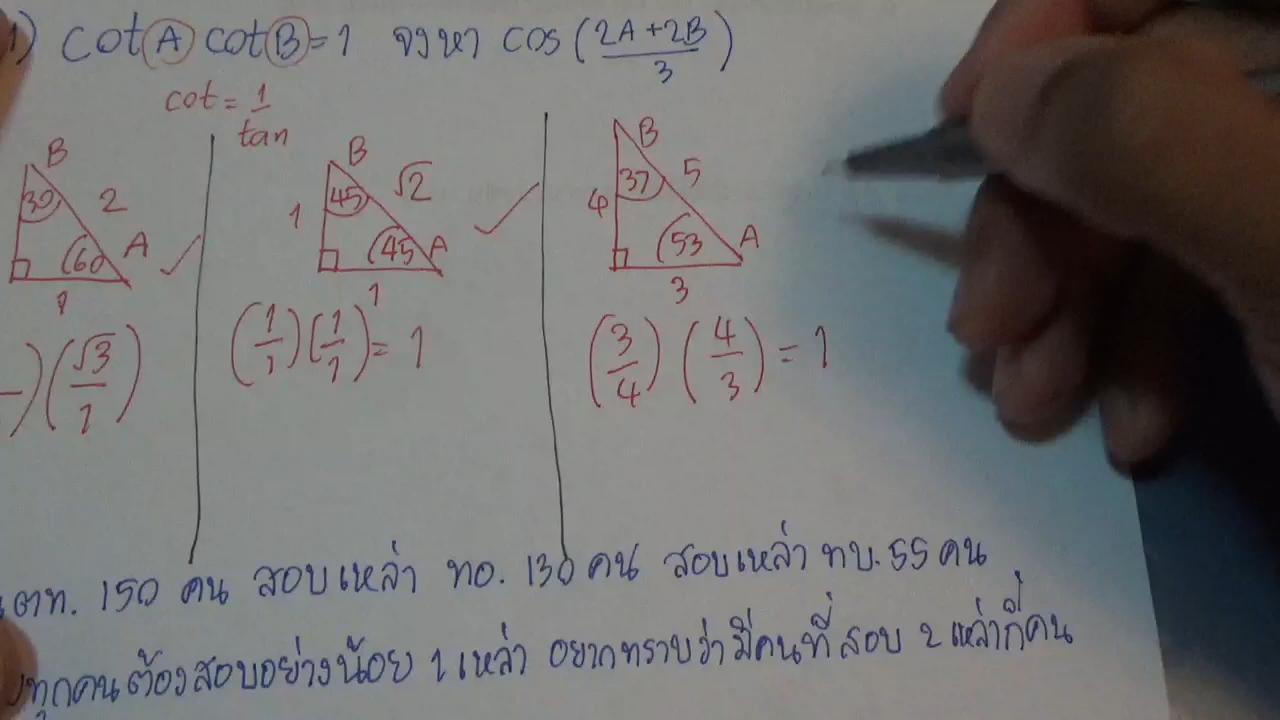 1) cot A cot B = 1 จงหา cos (2A+2B / 3)
cot = 1 / tan
B 30 2 60 A 1
B 45 √2 1 45 A 1
B 37 5 4 53 A 3
(√3 / 1)
(1/1)(1/1) = 1
(3/4)(4/3) = 1
ตท. 150 คน สอบเหล่า ทอ. 130 คน สอบเหล่า ทบ. 55 คน
ทุกคนต้องสอบอย่างน้อย 1 เหล่า อยากทราบว่ามีคนที่สอบ 2 เหล่ากี่คน